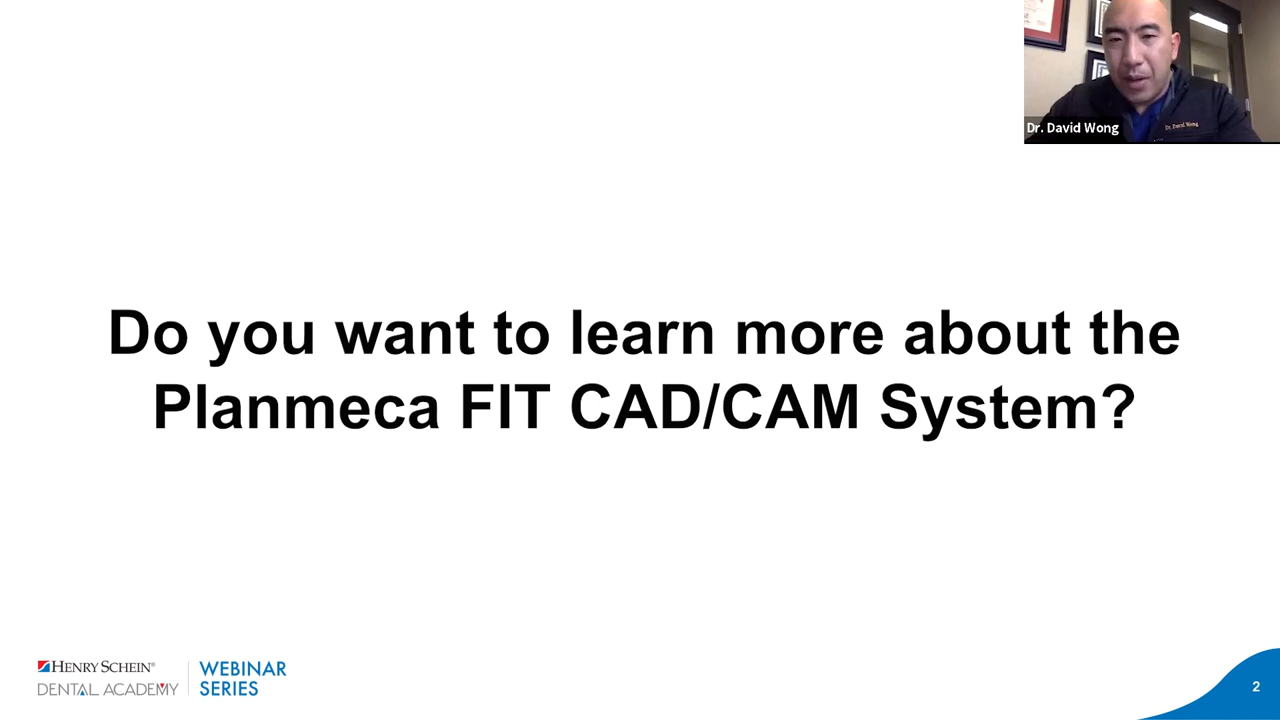 Dr. David Wong
Dr. David Wong
Do you want to learn more about the
Planmeca FIT CAD/CAM System?
HENRY SCHEIN®
DENTAL ACADEMY
WEBINAR
SERIES
2